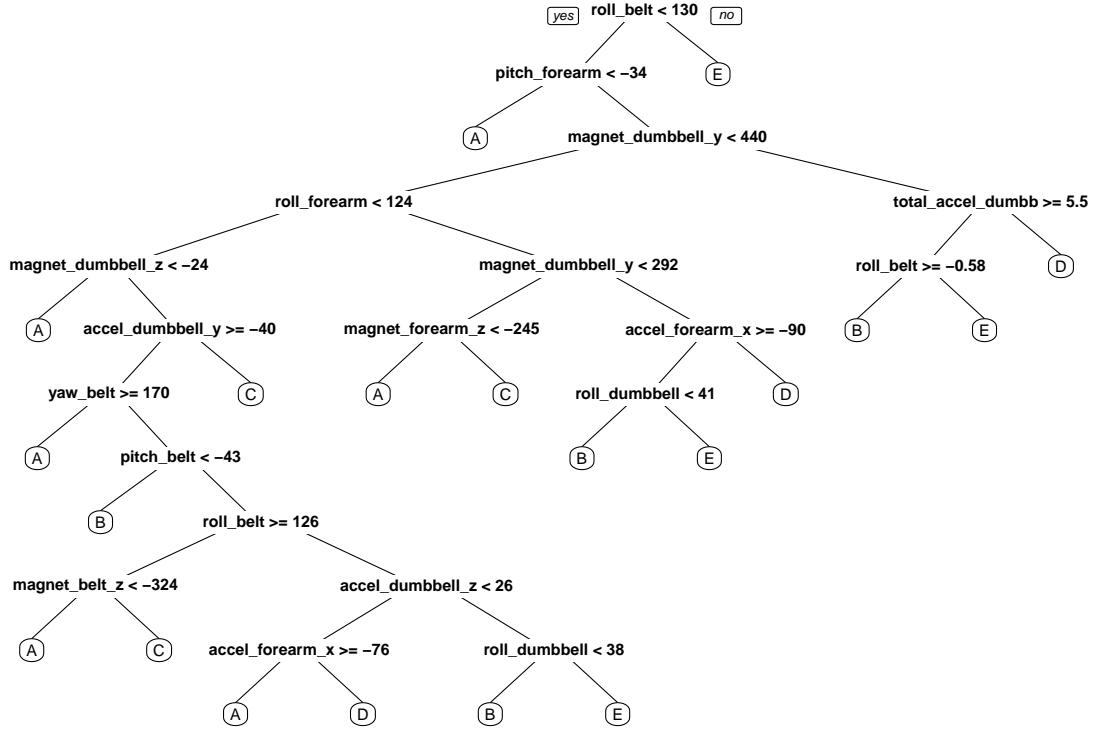 yes roll_belt < 130 no
pitch_forearm < −34 E
A magnet_dumbbell_y < 440
roll_forearm < 124 total_accel_dumbb >= 5.5
magnet_dumbbell_z < −24 magnet_dumbbell_y < 292 roll_belt >= −0.58 D
A accel_dumbbell_y >= −40 magnet_forearm_z < −245 accel_forearm_x >= −90 B E
yaw_belt >= 170 C A C roll_dumbbell < 41 D
A pitch_belt < −43 B E
B roll_belt >= 126
magnet_belt_z < −324 accel_dumbbell_z < 26
A C accel_forearm_x >= −76 roll_dumbbell < 38
A D B E